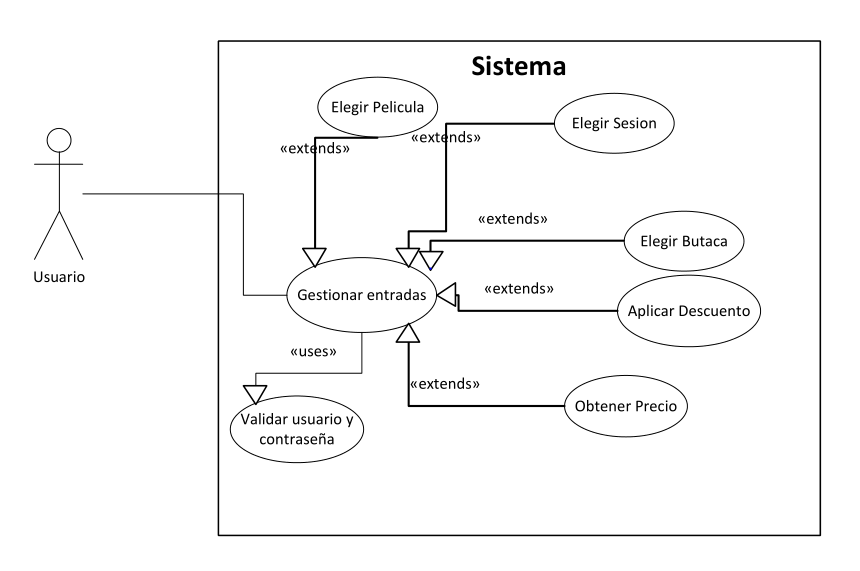 Sistema
Elegir Pelicula
Elegir Sesion
«extends»
«extends»
«extends»
Elegir Butaca
Usuario
Gestionar entradas
«extends»
Aplicar Descuento
«uses»
«extends»
Obtener Precio
Validar usuario y
contraseña